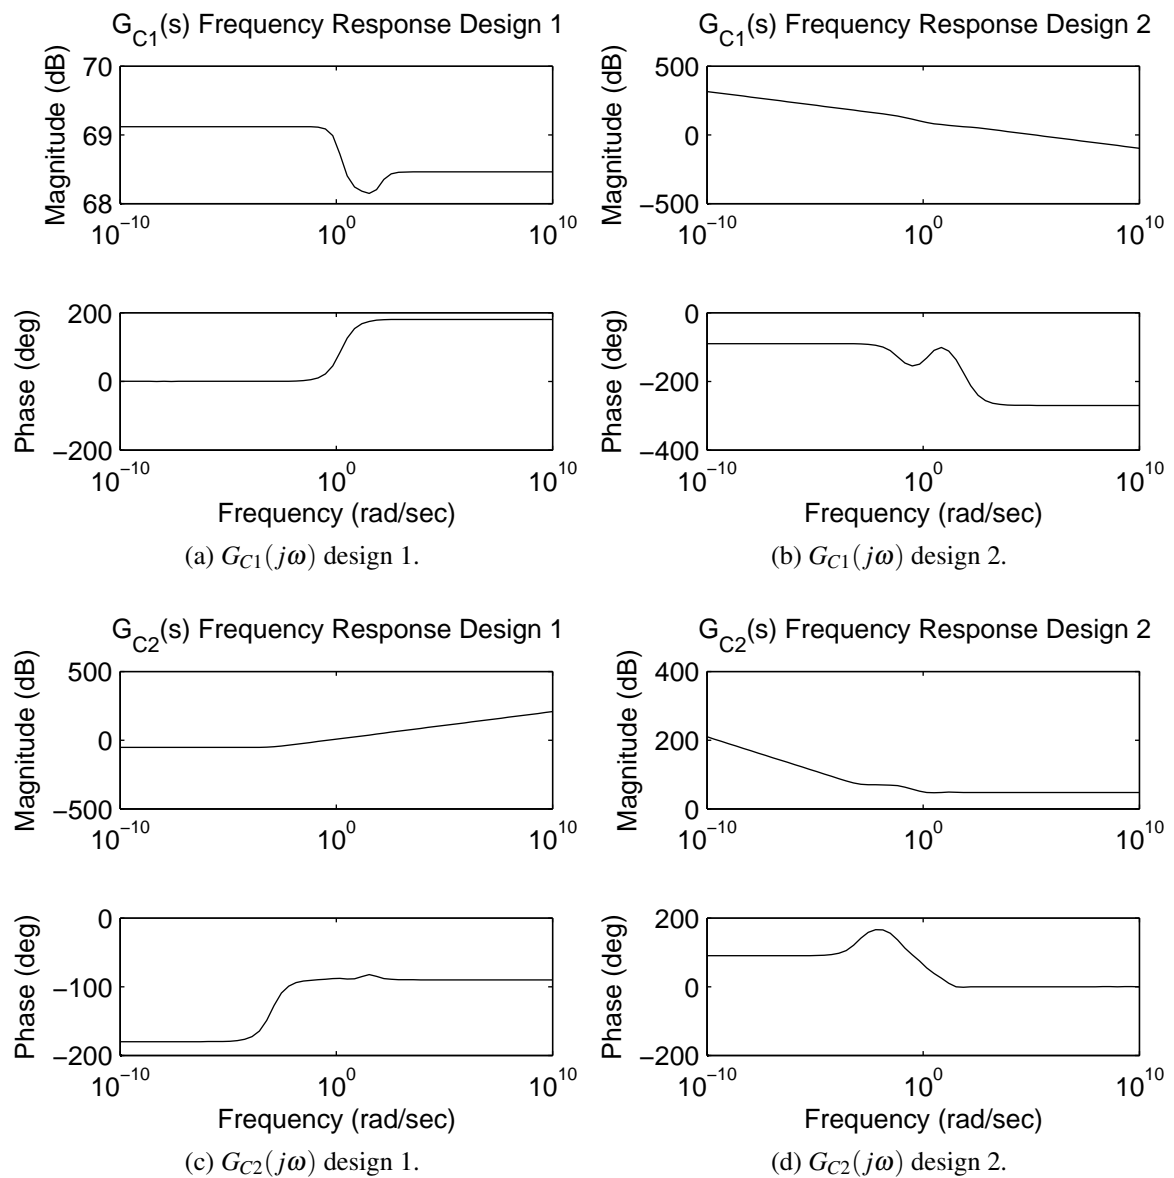 G_C1(s) Frequency Response Design 1
Magnitude (dB)
70
69
68
10^−10
10^0
10^10
Phase (deg)
200
0
−200
10^−10
10^0
10^10
Frequency (rad/sec)
(a) G_C1(jω) design 1.
G_C1(s) Frequency Response Design 2
Magnitude (dB)
500
0
−500
10^−10
10^0
10^10
Phase (deg)
0
−200
−400
10^−10
10^0
10^10
Frequency (rad/sec)
(b) G_C1(jω) design 2.
G_C2(s) Frequency Response Design 1
Magnitude (dB)
500
0
−500
10^−10
10^0
10^10
Phase (deg)
0
−100
−200
10^−10
10^0
10^10
Frequency (rad/sec)
(c) G_C2(jω) design 1.
G_C2(s) Frequency Response Design 2
Magnitude (dB)
400
200
0
10^−10
10^0
10^10
Phase (deg)
200
0
−200
10^−10
10^0
10^10
Frequency (rad/sec)
(d) G_C2(jω) design 2.